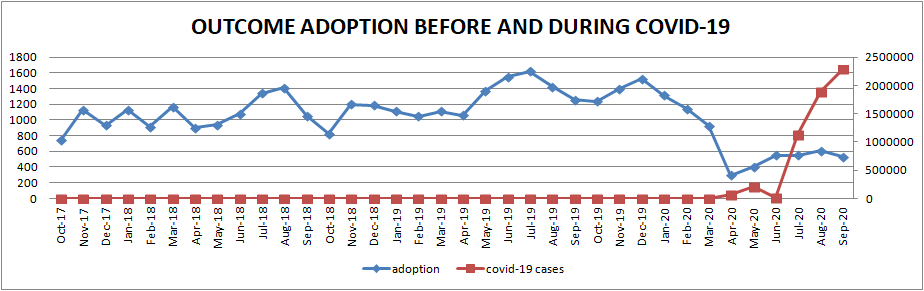 OUTCOME ADOPTION BEFORE AND DURING COVID-19
1800
1600
1400
1200
1000
800
600
400
200
0
2500000
2000000
1500000
1000000
500000
0
Oct-17
Nov-17
Dec-17
Jan-18
Feb-18
Mar-18
Apr-18
May-18
Jun-18
Jul-18
Aug-18
Sep-18
Oct-18
Nov-18
Dec-18
Jan-19
Feb-19
Mar-19
Apr-19
May-19
Jun-19
Jul-19
Aug-19
Sep-19
Oct-19
Nov-19
Dec-19
Jan-20
Feb-20
Mar-20
Apr-20
May-20
Jun-20
Jul-20
Aug-20
Sep-20
adoption
covid-19 cases